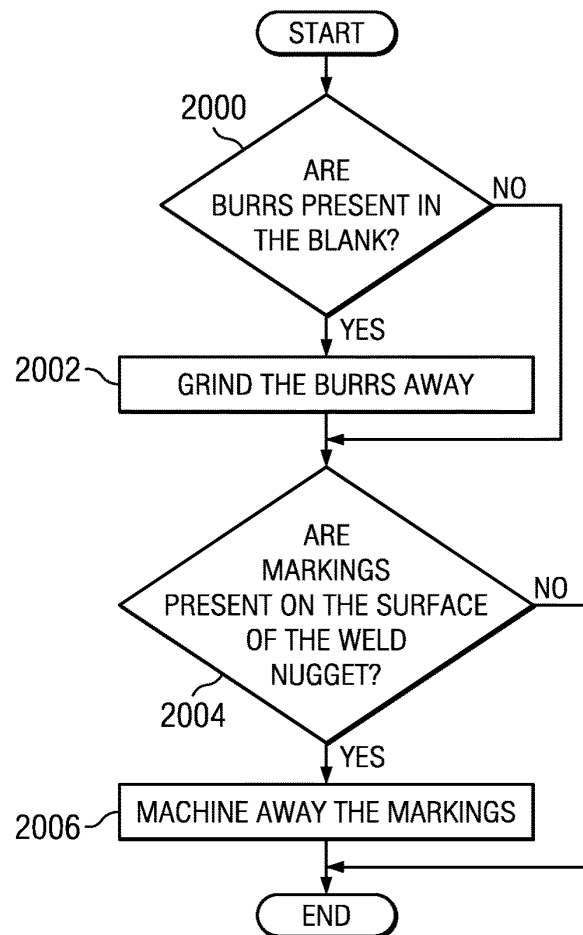 START
2000
ARE
BURRS PRESENT IN
THE BLANK?
NO
YES
2002
GRIND THE BURRS AWAY
ARE
MARKINGS
PRESENT ON THE SURFACE
OF THE WELD
NUGGET?
NO
2004
YES
2006
MACHINE AWAY THE MARKINGS
END